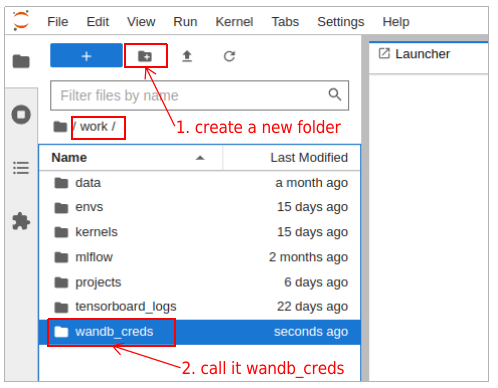 File Edit View Run Kernel Tabs Settings Help
Launcher
Filter files by name
/ work /
1. create a new folder
Name Last Modified
data a month ago
envs 15 days ago
kernels 15 days ago
mlflow 2 months ago
projects 6 days ago
tensorboard_logs 22 days ago
wandb_creds seconds ago
2. call it wandb_creds